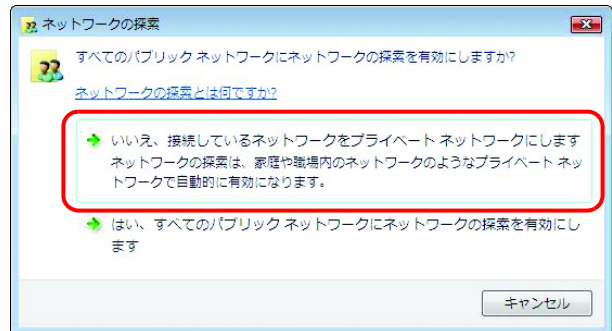 ネットワークの探索
すべてのパブリック ネットワークにネットワークの探索を有効にしますか?
ネットワークの探索とは何ですか?
いいえ、接続しているネットワークをプライベート ネットワークにします
ネットワークの探索は、家庭や職場内のネットワークのようなプライベート ネッ
トワークで自動的に有効になります。
はい、すべてのパブリック ネットワークにネットワークの探索を有効にし
ます
キャンセル